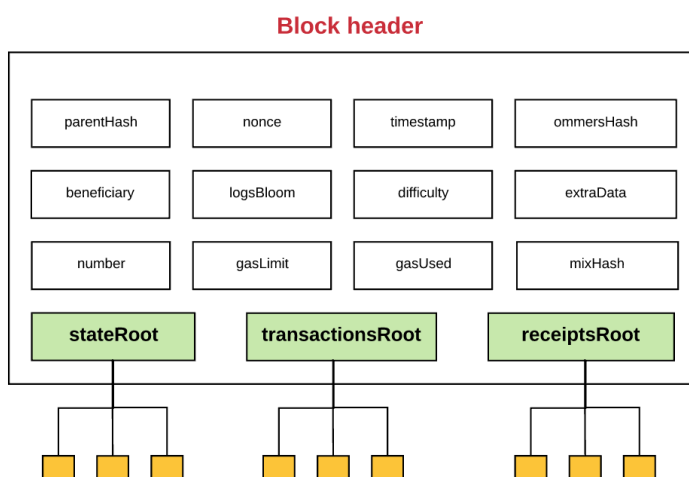 Block header
parentHash
nonce
timestamp
ommersHash
beneficiary
logsBloom
difficulty
extraData
number
gasLimit
gasUsed
mixHash
stateRoot
transactionsRoot
receiptsRoot